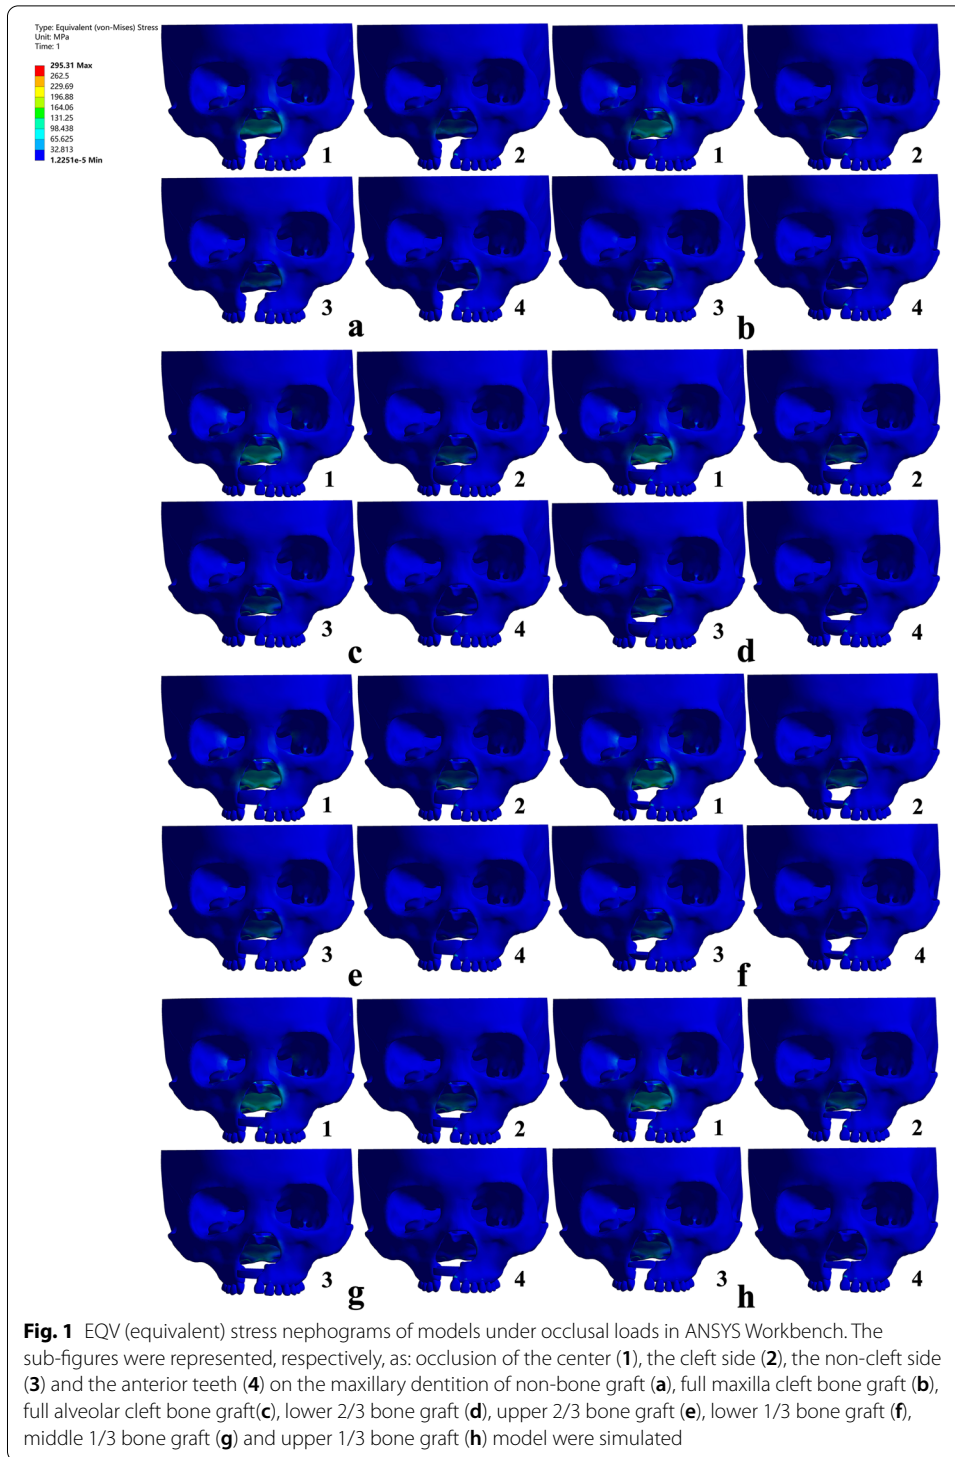 Type: Equivalent (von-Mises) Stress
Unit: MPa
Time: 1
295.31 Max
262.5
229.69
196.88
164.06
131.25
98.438
65.625
32.813
1.2251e-5 Min
1 2 1 2
3 4 3 4
a b
1 2 1 2
3 4 3 4
c d
1 2 1 2
3 4 3 4
e f
1 2 1 2
3 4 3 4
g h
Fig. 1 EQV (equivalent) stress nephograms of models under occlusal loads in ANSYS Workbench. The
sub-figures were represented, respectively, as: occlusion of the center (1), the cleft side (2), the non-cleft side
(3) and the anterior teeth (4) on the maxillary dentition of non-bone graft (a), full maxilla cleft bone graft (b),
full alveolar cleft bone graft(c), lower 2/3 bone graft (d), upper 2/3 bone graft (e), lower 1/3 bone graft (f),
middle 1/3 bone graft (g) and upper 1/3 bone graft (h) model were simulated